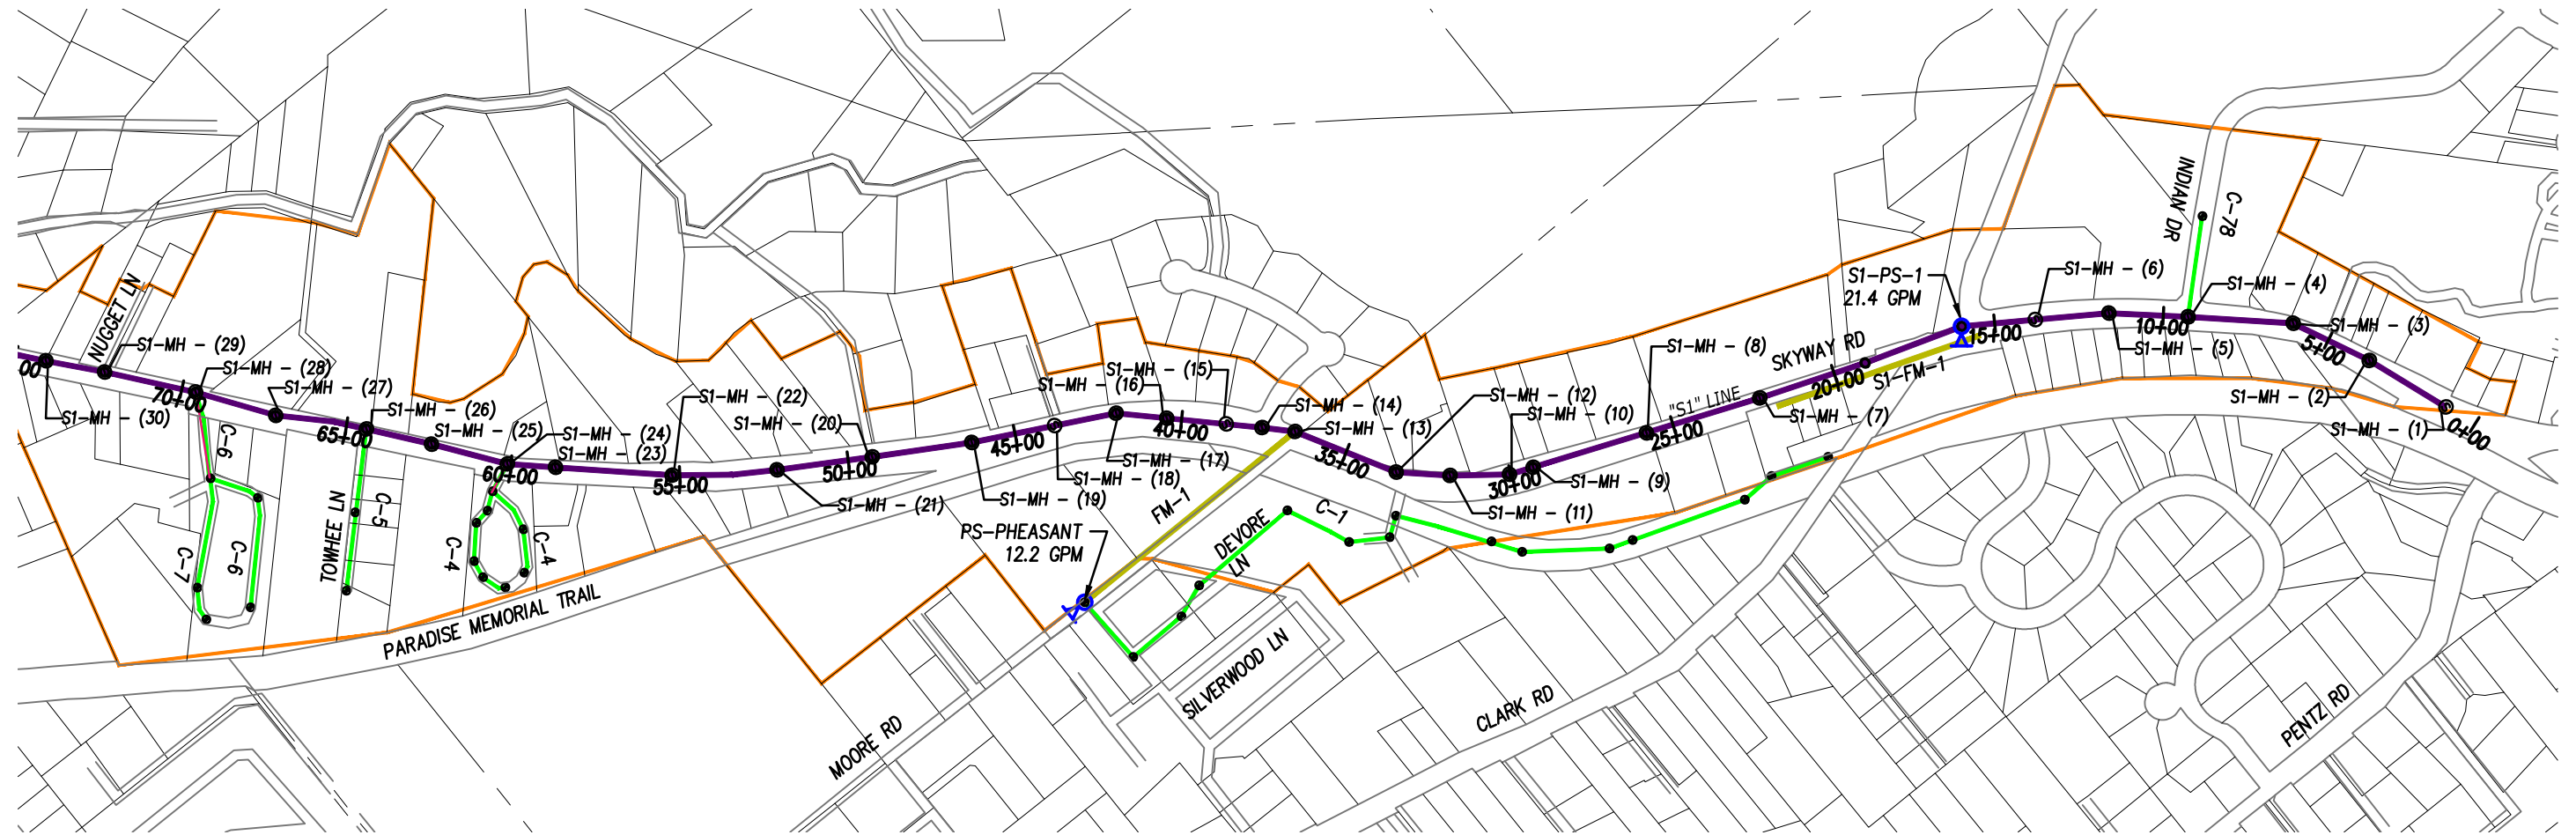 INDIAN DR
C-78
S1-MH - (6)
S1-PS-1
21.4 GPM
S1-MH - (4)
NUGGET LN
S1-MH - (3)
S1-MH - (29)
S1-MH - (28)
S1-MH - (27)
S1-MH - (26)
S1-MH - (25)
S1-MH - (24)
S1-MH - (23)
S1-MH - (22)
S1-MH - (20)
S1-MH - (15)
S1-MH - (16)
S1-MH - (14)
S1-MH - (13)
S1-MH - (12)
S1-MH - (10)
S1-MH - (8)
SKYWAY RD
"S1" LINE
S1-FM-1
S1-MH - (7)
S1-MH - (5)
S1-MH - (2)
S1-MH - (1)
00
70+00
65+00
60+00
55+00
50+00
45+00
40+00
35+00
30+00
25+00
20+00
15+00
10+00
5+00
0+00
S1-MH - (30)
S1-MH - (21)
S1-MH - (19)
S1-MH - (18)
S1-MH - (17)
S1-MH - (9)
S1-MH - (11)
C-6
C-5
TOWHEE LN
C-7
C-6
C-4
C-4
FM-1
PS-PHEASANT
12.2 GPM
DEVORE
LN
C-1
PARADISE MEMORIAL TRAIL
SILVERWOOD LN
MOORE RD
CLARK RD
PENTZ RD